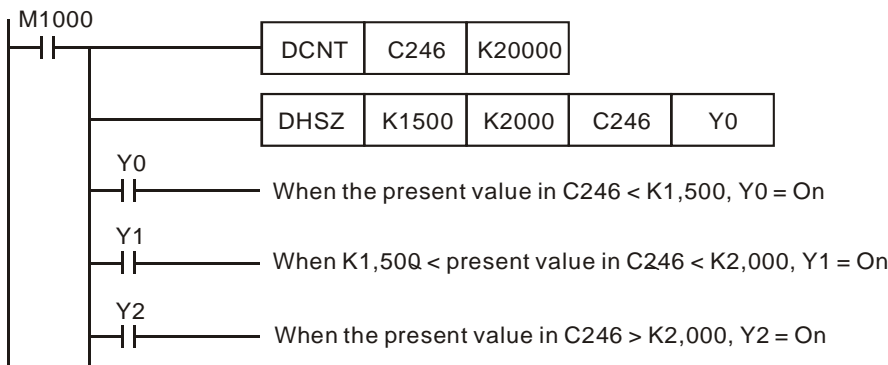 M1000
DCNT C246 K20000
DHSZ K1500 K2000 C246 Y0
Y0
When the present value in C246 < K1,500, Y0 = On
Y1
When K1,500 < present value in C246 < K2,000, Y1 = On
Y2
When the present value in C246 > K2,000, Y2 = On